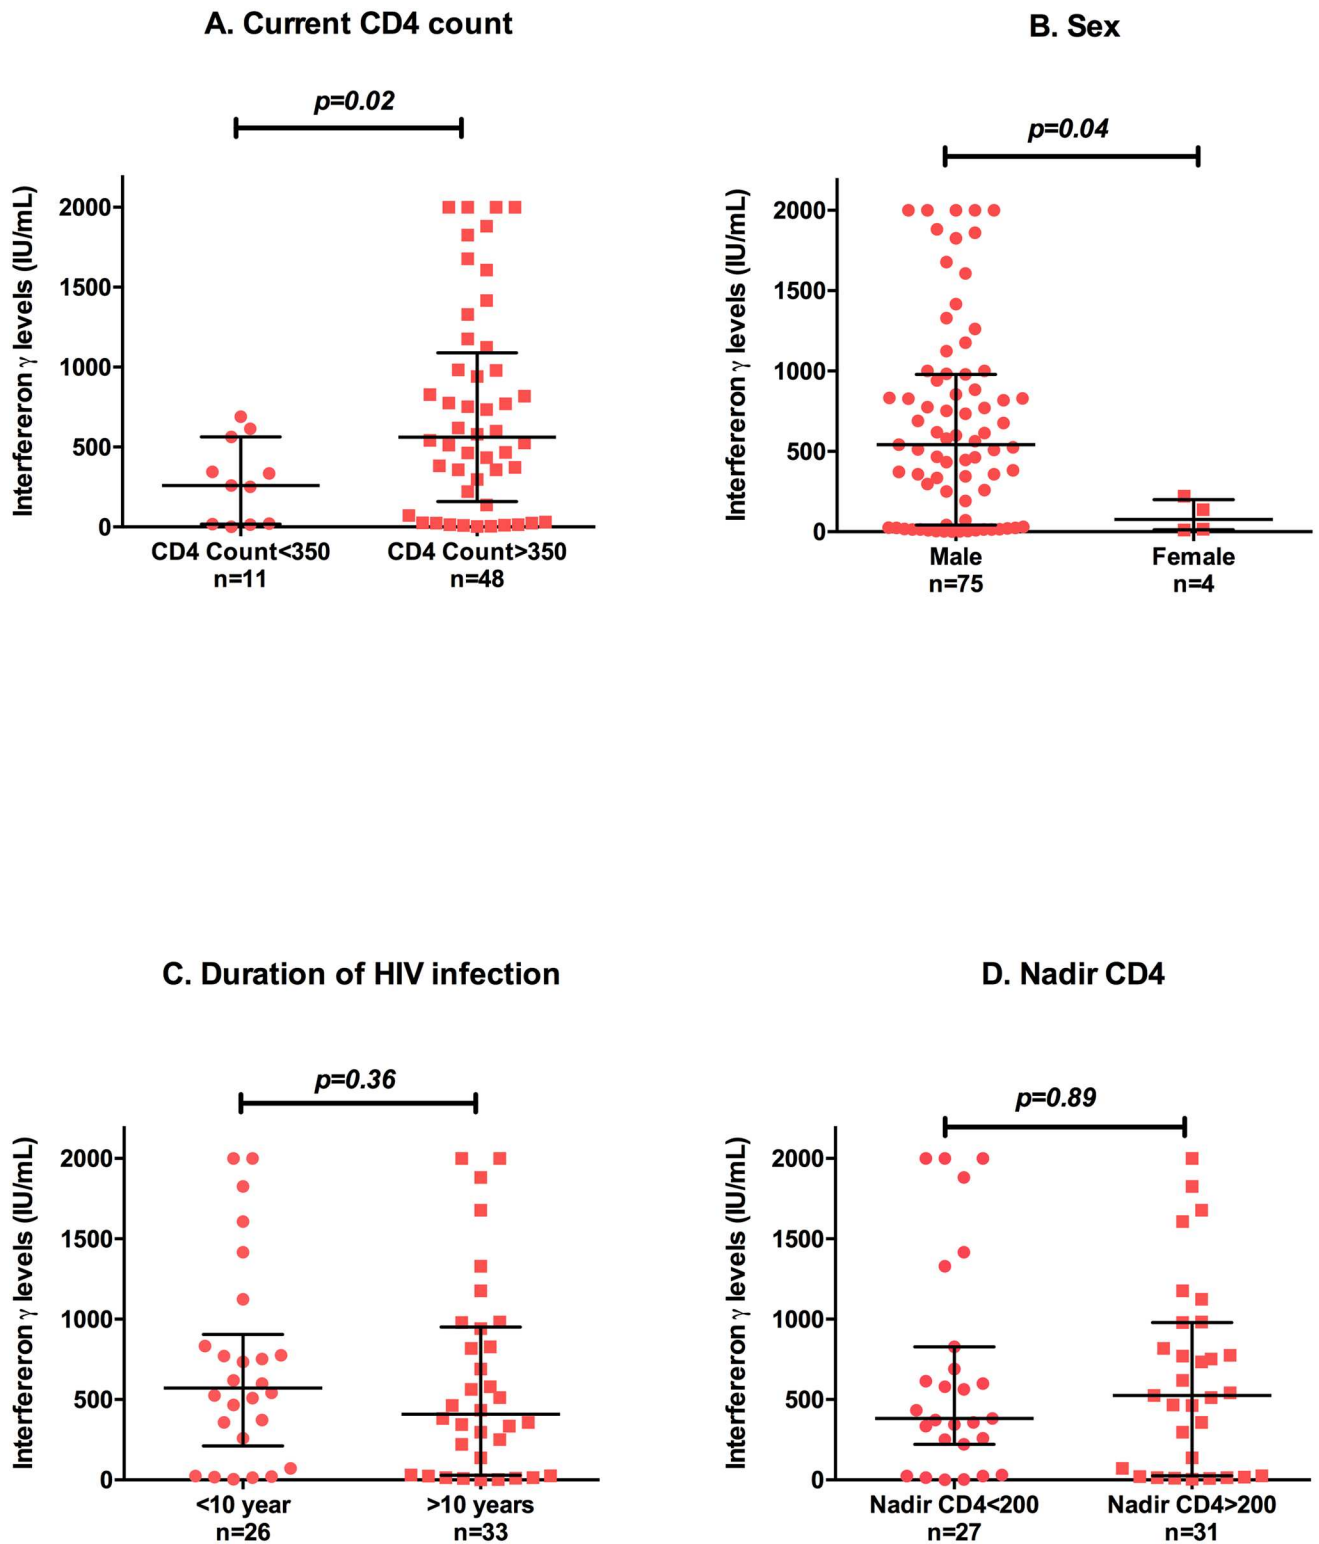 A. Current CD4 count
p=0.02
Interfereron γ levels (IU/mL)
2000
1500
1000
500
0
CD4 Count<350
n=11
CD4 Count>350
n=48
B. Sex
p=0.04
Interfereron γ levels (IU/mL)
2000
1500
1000
500
0
Male
n=75
Female
n=4
C. Duration of HIV infection
p=0.36
Interfereron γ levels (IU/mL)
2000
1500
1000
500
0
<10 year
n=26
>10 years
n=33
D. Nadir CD4
p=0.89
Interfereron γ levels (IU/mL)
2000
1500
1000
500
0
Nadir CD4<200
n=27
Nadir CD4>200
n=31